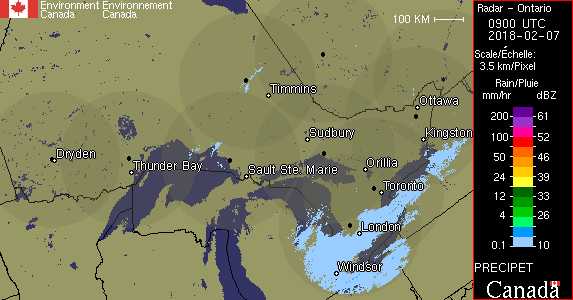 Environment Environnement
Canada Canada
100 KM
Timmins
Ottawa
Sudbury
Kingston
Dryden
Thunder Bay
Sault Ste. Marie
Orillia
Toronto
London
Windsor
Radar - Ontario
0900 UTC
2018-02-07
Scale/Échelle:
3.5 km/Pixel
Rain/Pluie
mm/hr dBZ
200 61
100 52
50 46
24 39
12 33
4 26
0.1 10
PRECIPET
Canada